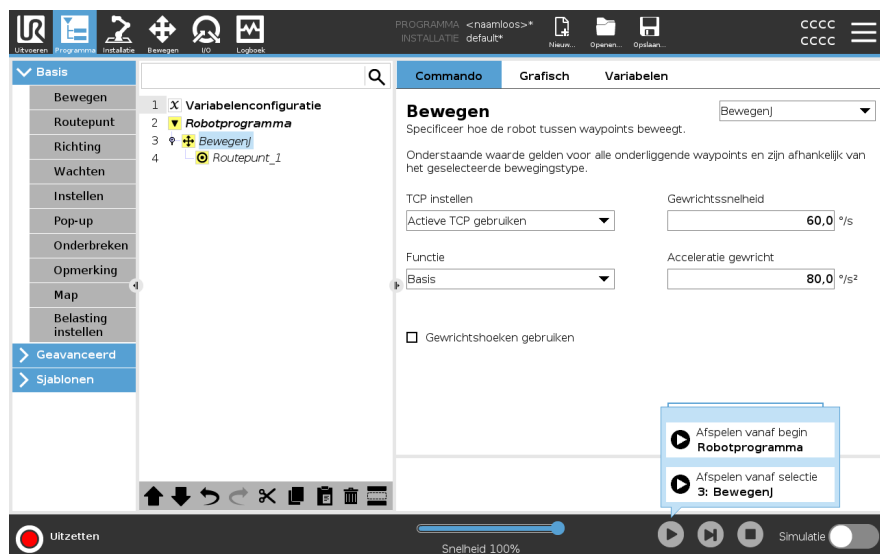 UR
PROGRAMMA <naamloos>*
INSTALLATIE default*
CCCC
CCCC
Uitvoeren Programma Installatie Bewegen I/O Logboek Nieuw... Openen... Opslaan...
Basis
Bewegen
Routepunt
Richting
Wachten
Instellen
Pop-up
Onderbreken
Opmerking
Map
Belasting
instellen
Geavanceerd
Sjablonen
1 X Variabelenconfiguratie
2 Robotprogramma
3 BewegenJ
4 Routepunt_1
Commando Grafisch Variabelen
Bewegen BewegenJ
Specificeer hoe de robot tussen waypoints beweegt.
Onderstaande waarde gelden voor alle onderliggende waypoints en zijn afhankelijk van
het geselecteerde bewegingstype.
TCP instellen Gewrichtssnelheid
Actieve TCP gebruiken 60,0 °/s
Functie Acceleratie gewricht
Basis 80,0 °/s²
Gewrichtshoeken gebruiken
Afspelen vanaf begin
Robotprogramma
Afspelen vanaf selectie
3: BewegenJ
Uitzetten
Snelheid 100%
Simulatie